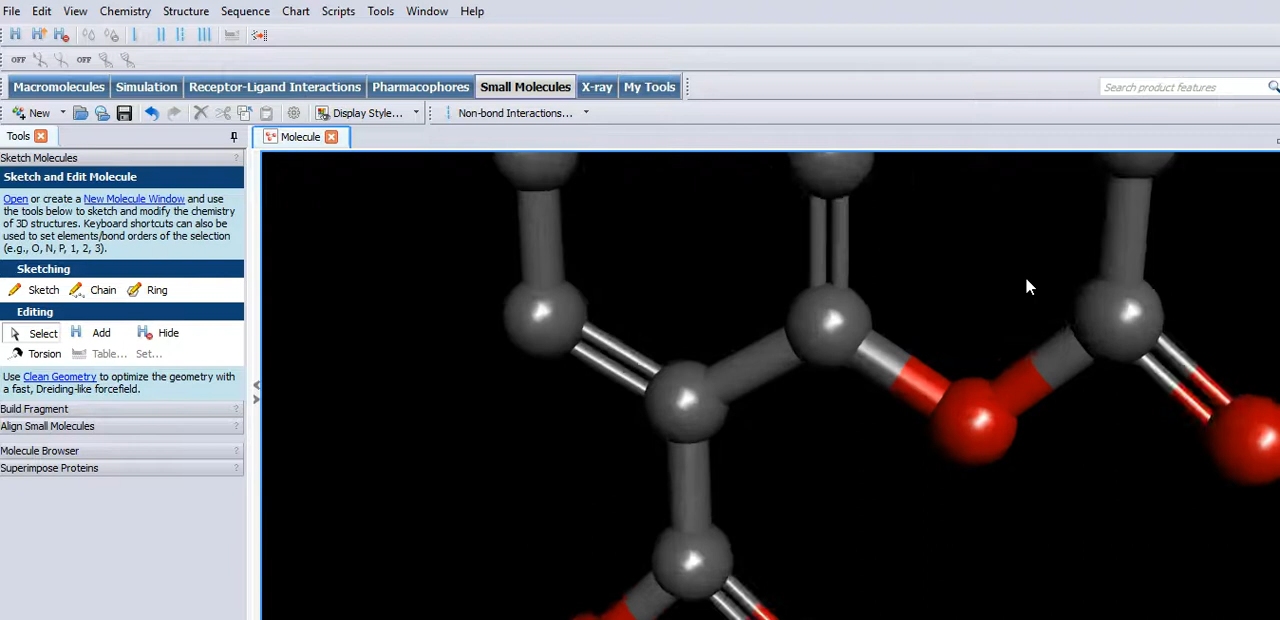 File Edit View Chemistry Structure Sequence Chart Scripts Tools Window Help
OFF OFF
Macromolecules Simulation Receptor-Ligand Interactions Pharmacophores Small Molecules X-ray My Tools Search product features
New Display Style... Non-bond Interactions...
Tools Molecule
Sketch Molecules ?
Sketch and Edit Molecule
Open or create a New Molecule Window and use
the tools below to sketch and modify the chemistry
of 3D structures. Keyboard shortcuts can also be
used to set elements/bond orders of the selection
(e.g., O, N, P, 1, 2, 3).
Sketching
Sketch Chain Ring
Editing
Select H Add H Hide
Torsion Table... Set...
Use Clean Geometry to optimize the geometry with
a fast, Dreiding-like forcefield.
Build Fragment ?
Align Small Molecules ?
Molecule Browser ?
Superimpose Proteins ?